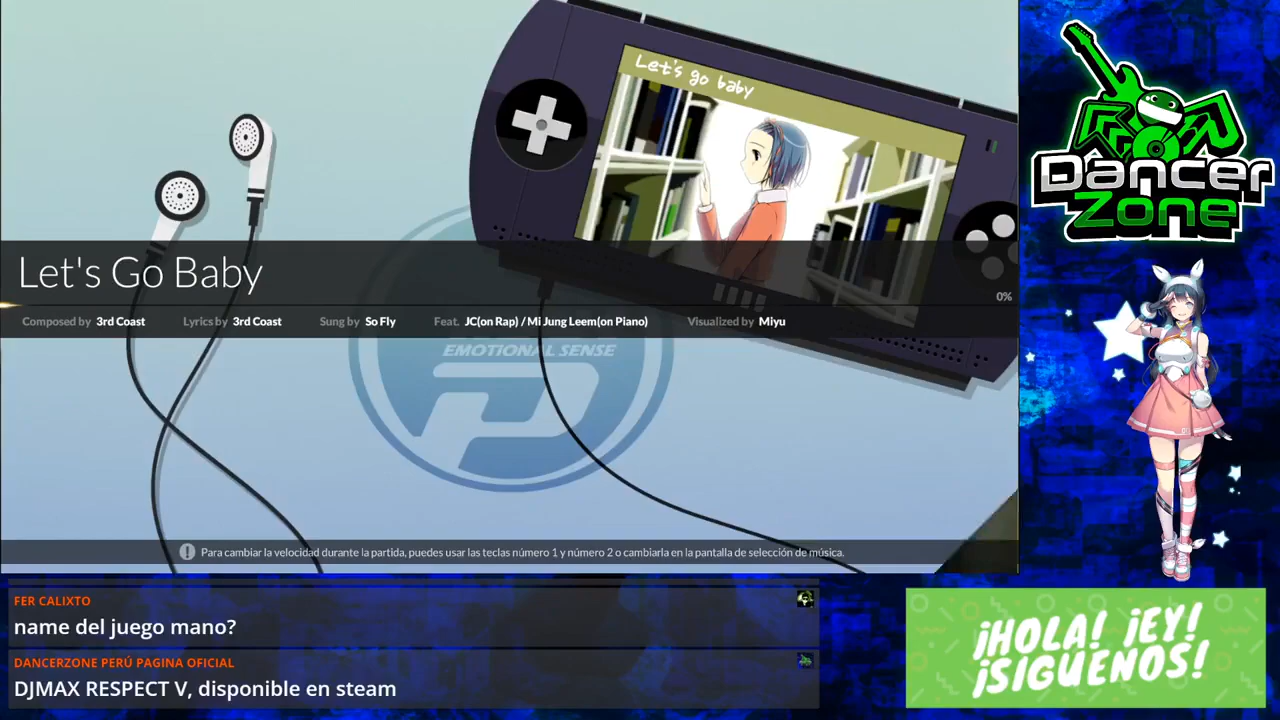 Let's go baby
Dancer
Zone
Let's Go Baby
0%
Composed by 3rd Coast Lyrics by 3rd Coast Sung by So Fly Feat. JC(on Rap) / Mi Jung Leem(on Piano) Visualized by Miyu
EMOTIONAL SENSE
P
Para cambiar la velocidad durante la partida, puedes usar las teclas número 1 y número 2 o cambiarla en la pantalla de selección de música.
FER CALIXTO
name del juego mano?
DANCERZONE PERÚ PAGINA OFICIAL
DJMAX RESPECT V, disponible en steam
¡HOLA! ¡EY!
¡SIGUENOS!